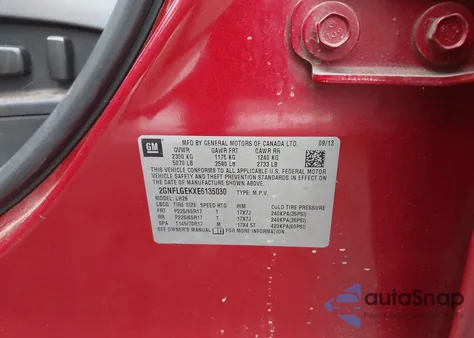 GM
MFD BY GENERAL MOTORS OF CANADA LTD. 09/13
GVWR GAWR FRT GAWR RR
2300 KG 1175 KG 1240 KG
5070 LB 2590 LB 2733 LB
THIS VEHICLE CONFORMS TO ALL APPLICABLE U.S. FEDERAL MOTOR
VEHICLE SAFETY, BUMPER, AND THEFT PREVENTION STANDARDS
IN EFFECT ON THE DATE OF MANUFACTURE SHOWN ABOVE.
2GNFLGEKXE6135030 TYPE: M.P.V.
MODEL: LH26
TIRE SIZE SPEED RTG RIM COLD TIRE PRESSURE
FRT P225/65R17 T 17X7J 240KPA(35PSI)
RR P225/65R17 T 17X7J 240KPA(35PSI)
SPA T145/70R17 M 17X4.5T 420KPA(60PSI)
SEE OWNER'S MANUAL
autoSnap